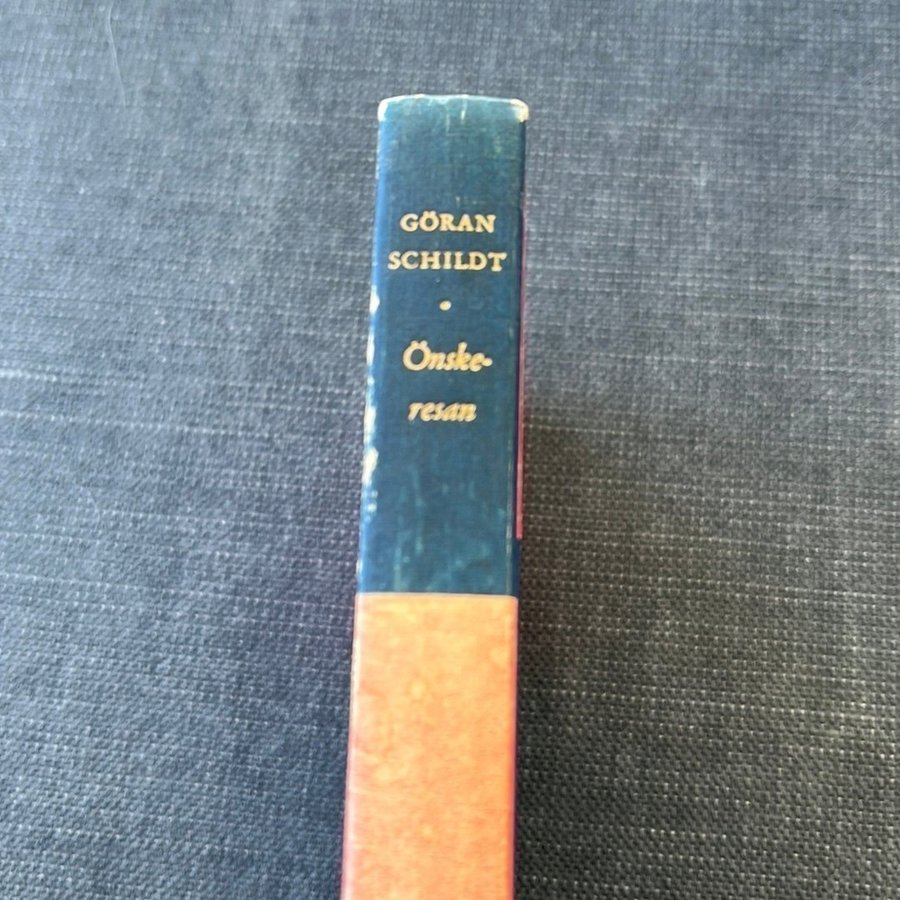 GÖRAN
SCHILDT
•
Önske-
resan